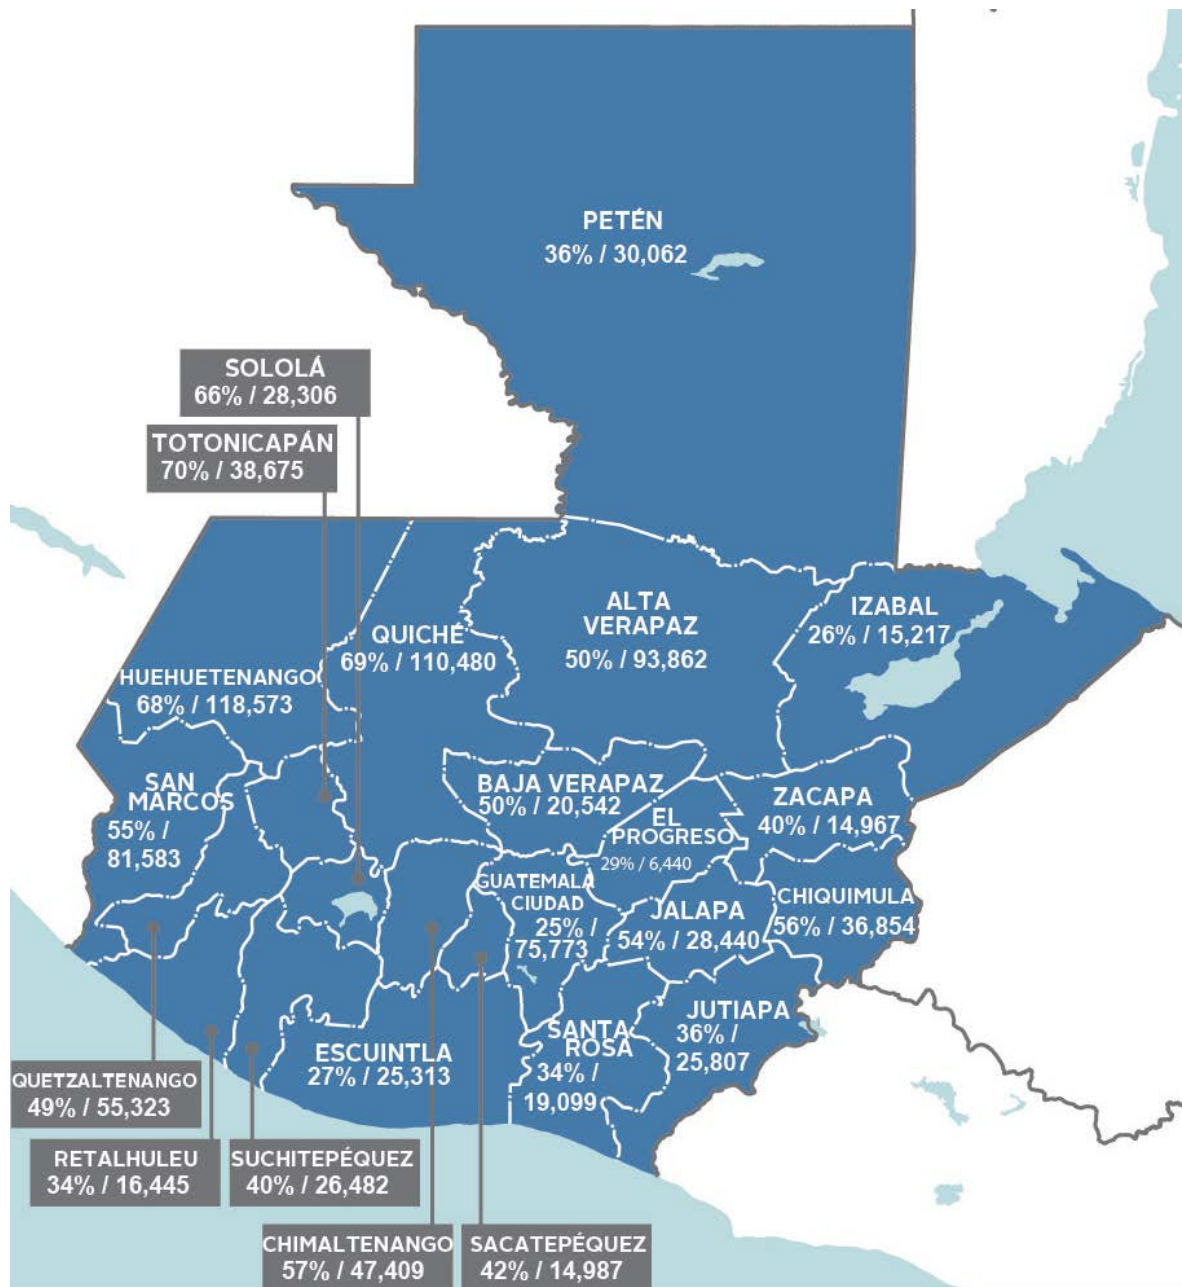 PETÉN
36% / 30,062
SOLOLÁ
66% / 28,306
TOTONICAPÁN
70% / 38,675
ALTA
VERAPAZ
50% / 93,862
IZABAL
26% / 15,217
QUICHÉ
69% / 110,480
HUEHUETENANGO
68% / 118,573
SAN
MARCOS
55% /
81,583
BAJA VERAPAZ
50% / 20,542
EL
PROGRESO
29% / 6,440
ZACAPA
40% / 14,967
GUATEMALA
CIUDAD
25% /
75,773
JALAPA
54% / 28,440
CHIQUIMULA
56% / 36,854
JUTIAPA
36% /
25,807
SANTA
ROSA
34% /
19,099
ESCUINTLA
27% / 25,313
QUETZALTENANGO
49% / 55,323
RETALHULEU
34% / 16,445
SUCHITEPÉQUEZ
40% / 26,482
CHIMALTENANGO
57% / 47,409
SACATEPÉQUEZ
42% / 14,987